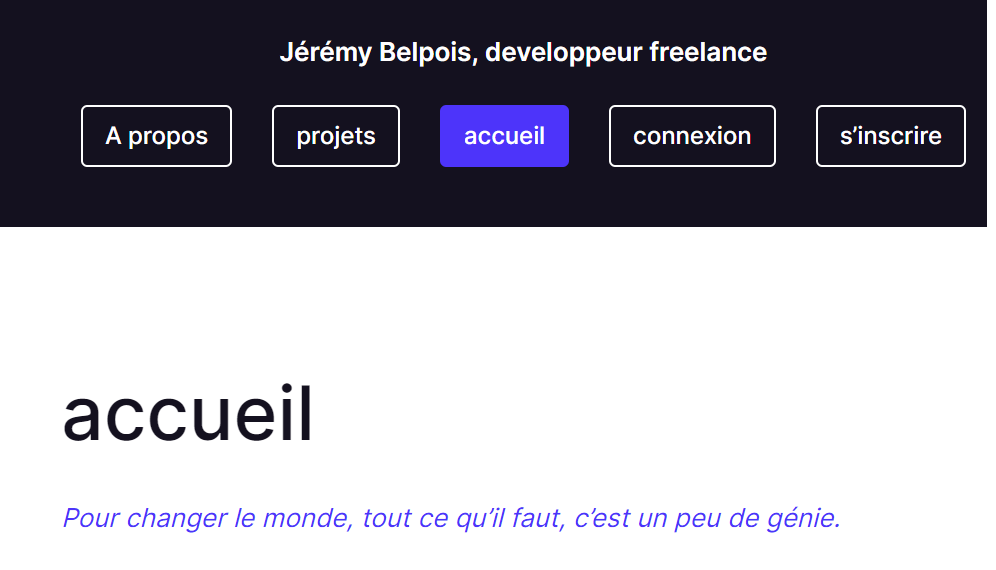 Jérémy Belpois, developpeur freelance
A propos projets accueil connexion s’inscrire
accueil
Pour changer le monde, tout ce qu’il faut, c’est un peu de génie.